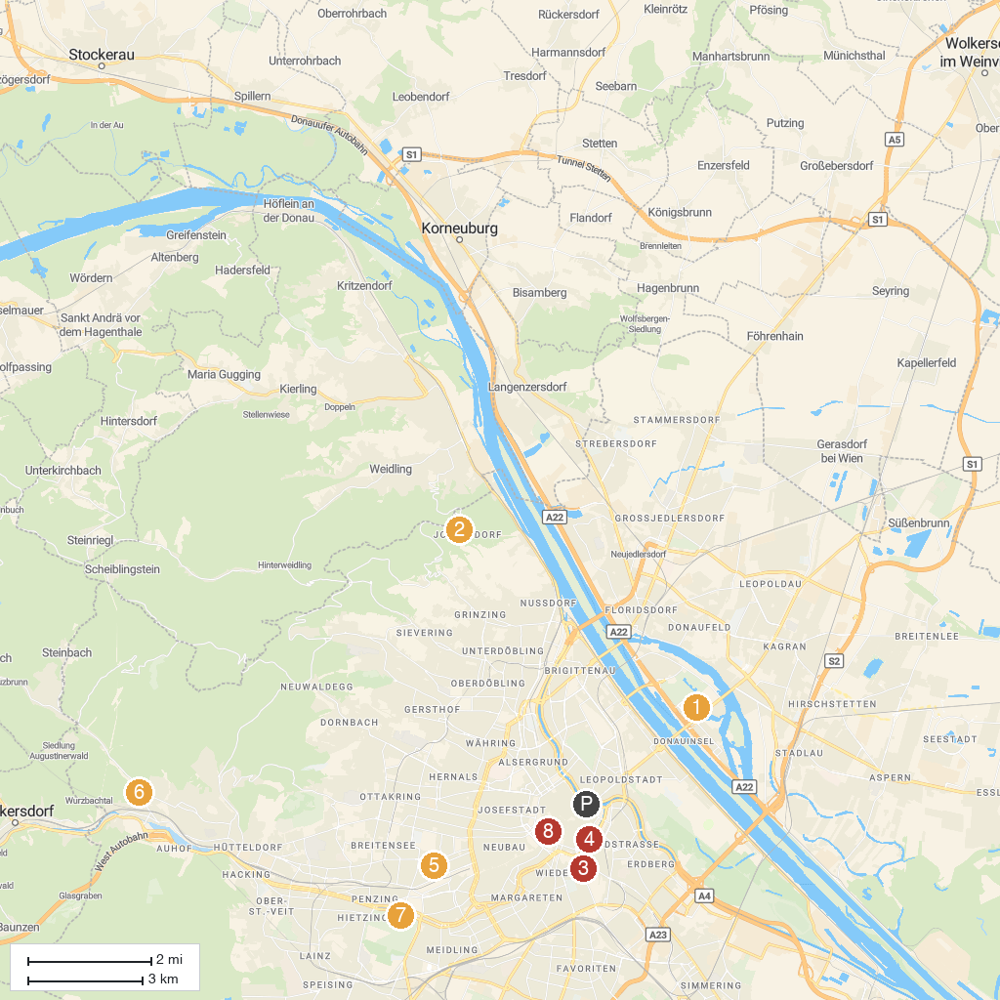 Oberrohrbach
Rückersdorf
Kleinrötz
Pfösing
Stockerau
Unterrohrbach
Harmannsdorf
Manhartsbrunn
Münichsthal
im Weinv
zögersdorf
Spillern
Leobendorf
Tresdorf
Seebarn
In der Au
Donauufer Autobahn
S1
Stetten
Putzing
A5
Tunnel Stetten
Enzersfeld
Großebersdorf
Höflein an
der Donau
Korneuburg
Flandorf
Königsbrunn
S1
Greifenstein
Altenberg
Hadersfeld
Brennleiten
Wördern
Kritzendorf
Bisamberg
Hagenbrunn
Seyring
selmauer
Sankt Andrä vor
dem Hagenthale
Wolfsbergen-
Siedlung
Föhrenhain
olfpassing
Maria Gugging
Kierling
Langenzersdorf
Kapellerfeld
Doppeln
Stellenwiese
Hintersdorf
STAMMERSDORF
STREBERSDORF
Gerasdorf
bei Wien
Unterkirchbach
Weidling
S1
nbuch
A22
GROSSJEDLERSDORF
Süßenbrunn
Steinriegl
2
Neujedlersdorf
Scheiblingstein
Hinterweidling
LEOPOLDAU
NUSSDORF
FLORIDSDORF
GRINZING
A22
DONAUFELD
SIEVERING
BREITENLEE
Steinbach
UNTERDÖBLING
KAGRAN
S2
BRIGITTENAU
NEUWALDEGG
OBERDÖBLING
GERSTHOF
1
HIRSCHSTETTEN
DORNBACH
Siedlung
Augustinerwald
WÄHRING
DONAUINSEL
SEESTADT
ALSERGRUND
STADLAU
HERNALS
LEOPOLDSTADT
A22
ASPERN
6
Wurzbachtal
OTTAKRING
P
ESSL
kersdorf
JOSEFSTADT
8
4
West Autobahn
AUHOF
HÜTTELDORF
BREITENSEE
NEUBAU
DSTRASSE
5
HACKING
WIEDE
3
ERDBERG
Glasgraben
OBER-
ST.-VEIT
PENZING
MARGARETEN
A4
Baunzen
HIETZING
7
A23
LAINZ
MEIDLING
2 mi
3 km
FAVORITEN
SPEISING
SIMMERING